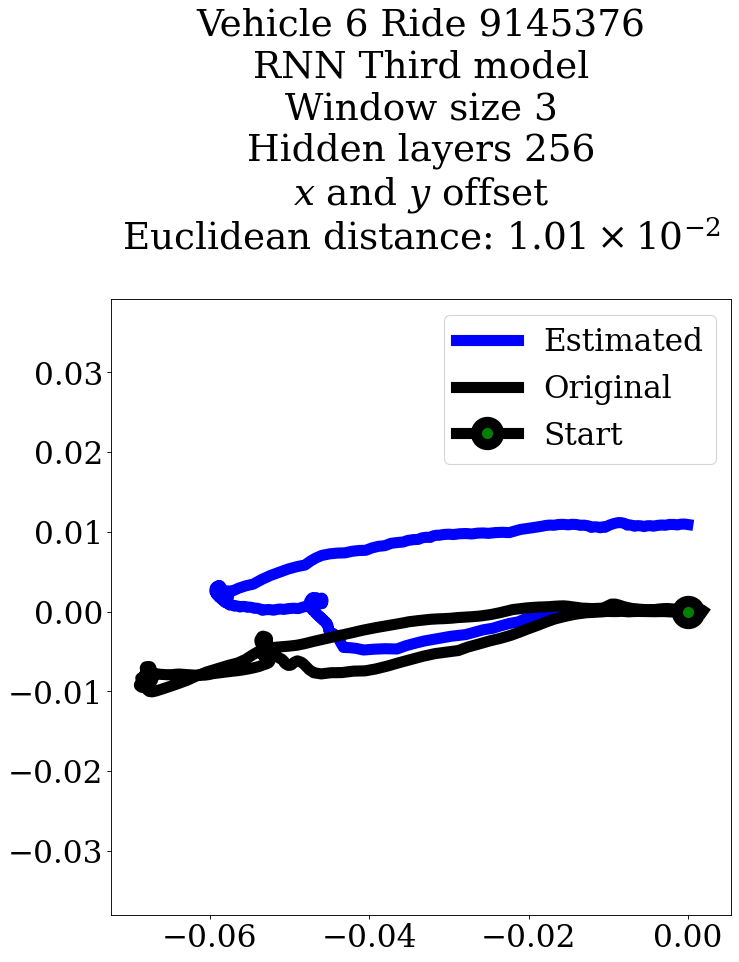 Vehicle 6 Ride 9145376
RNN Third model
Window size 3
Hidden layers 256
x and y offset
Euclidean distance: 1.01 × 10⁻²
Estimated
Original
Start
0.03
0.02
0.01
0.00
−0.01
−0.02
−0.03
−0.06
−0.04
−0.02
0.00